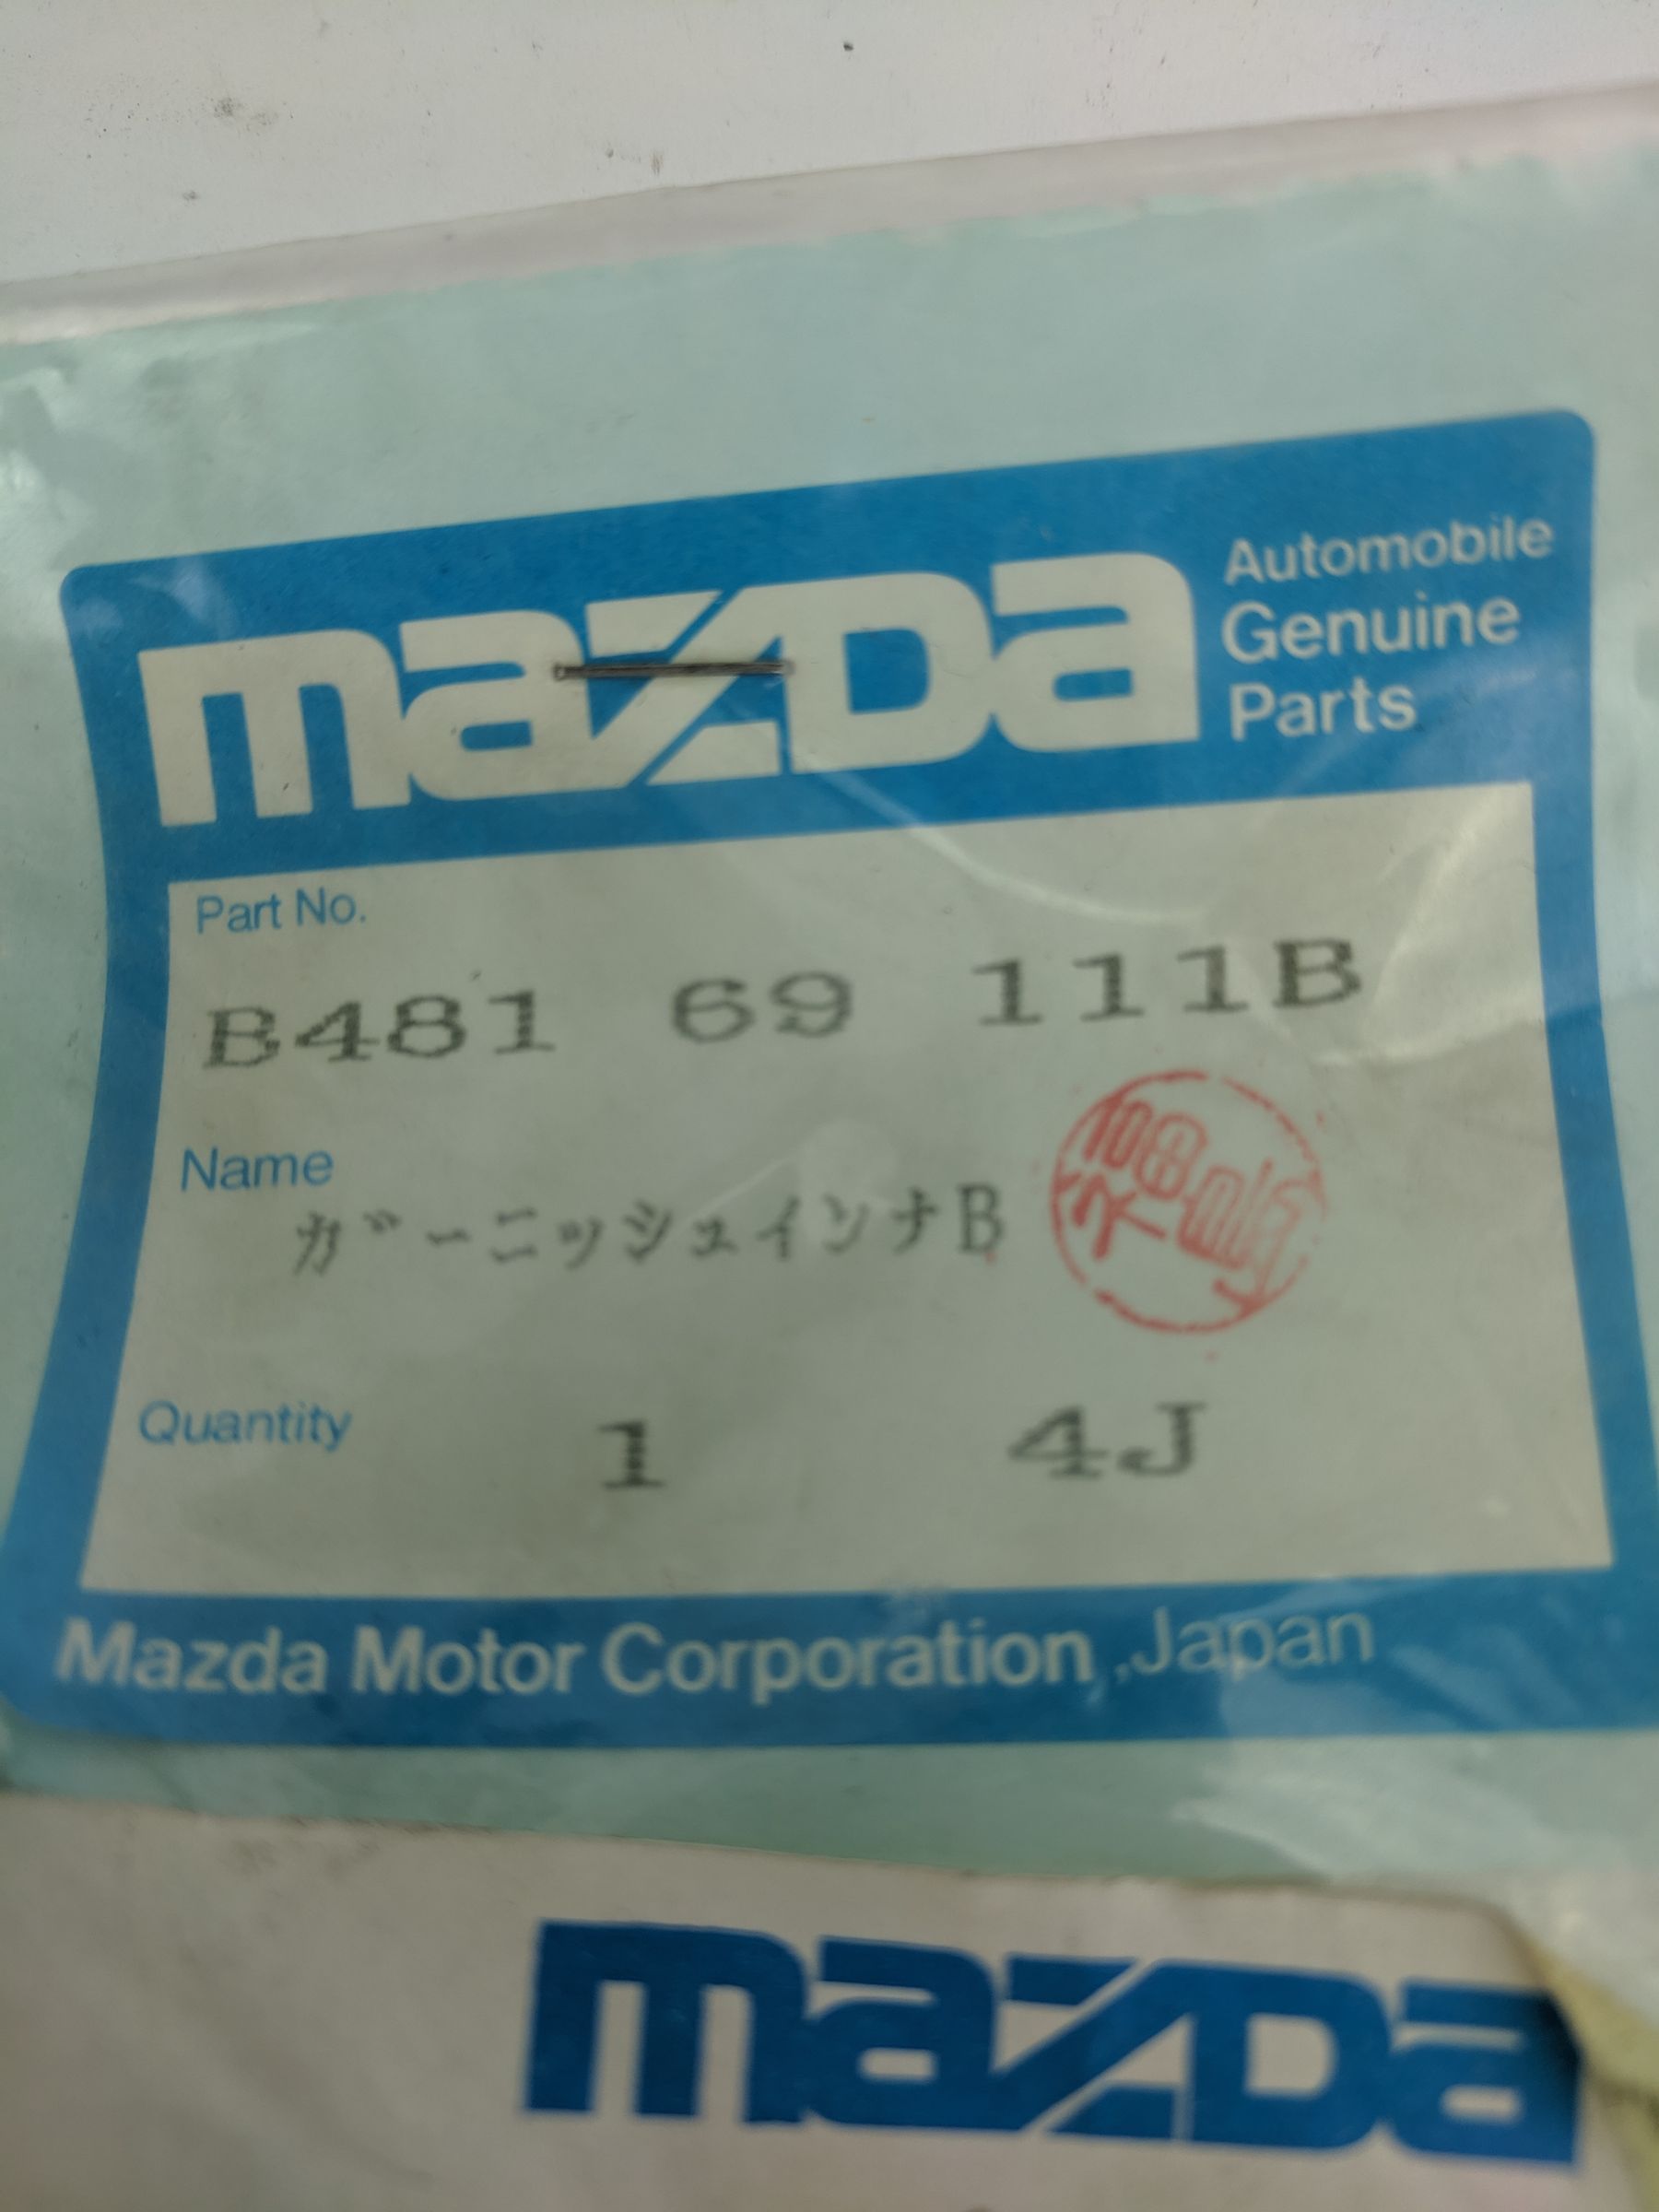 mazda
Automobile
Genuine
Parts
Part No.
B481 69 111B
Name
ガーニッシュインナB
Quantity
1 4J
Mazda Motor Corporation, Japan
mazda